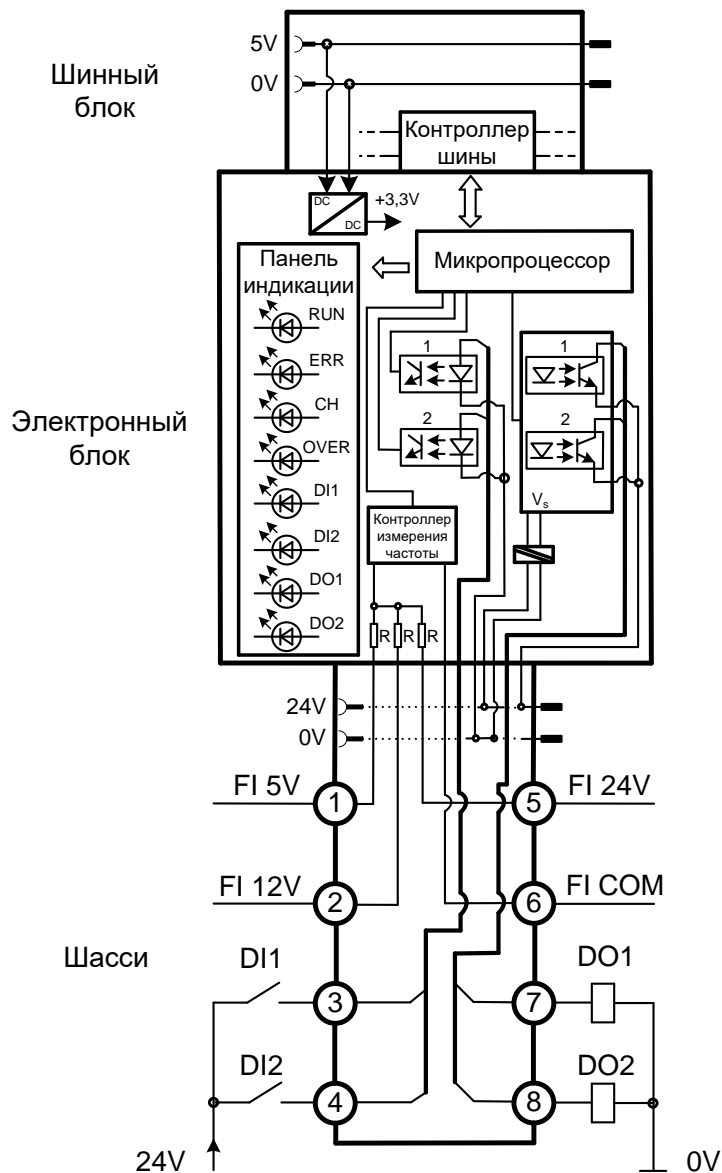 5V
0V
Шинный
блок
Контроллер
шины
DC
DC
+3,3V
Панель
индикации
Микропроцессор
RUN
ERR
CH
OVER
DI1
DI2
DO1
DO2
1
2
1
2
Vs
Электронный
блок
Контроллер
измерения
частоты
R
R
R
24V
0V
FI 5V
1
5
FI 24V
FI 12V
2
6
FI COM
Шасси
DI1
3
7
DO1
DI2
4
8
DO2
24V
0V